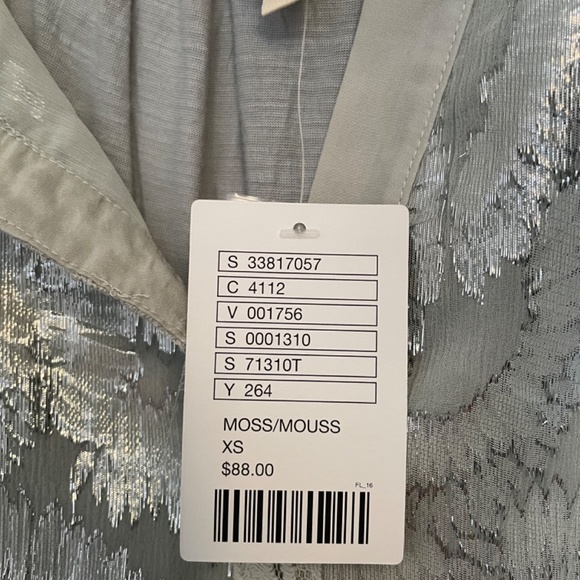 S 33817057
C 4112
V 001756
S 0001310
S 71310T
Y 264
MOSS/MOUSS
XS
$88.00
FL_16